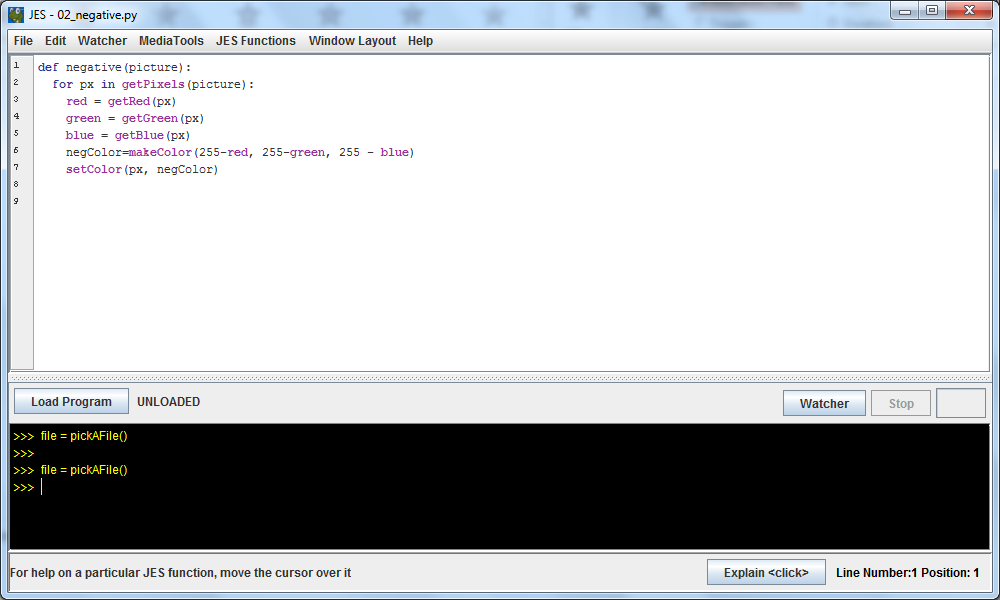 JES - 02_negative.py
File Edit Watcher MediaTools JES Functions Window Layout Help
1 def negative(picture):
2 for px in getPixels(picture):
3 red = getRed(px)
4 green = getGreen(px)
5 blue = getBlue(px)
6 negColor=makeColor(255-red, 255-green, 255 - blue)
7 setColor(px, negColor)
8
9
Load Program UNLOADED Watcher Stop
>>> file = pickAFile()
>>>
>>> file = pickAFile()
>>>
For help on a particular JES function, move the cursor over it Explain <click> Line Number:1 Position: 1